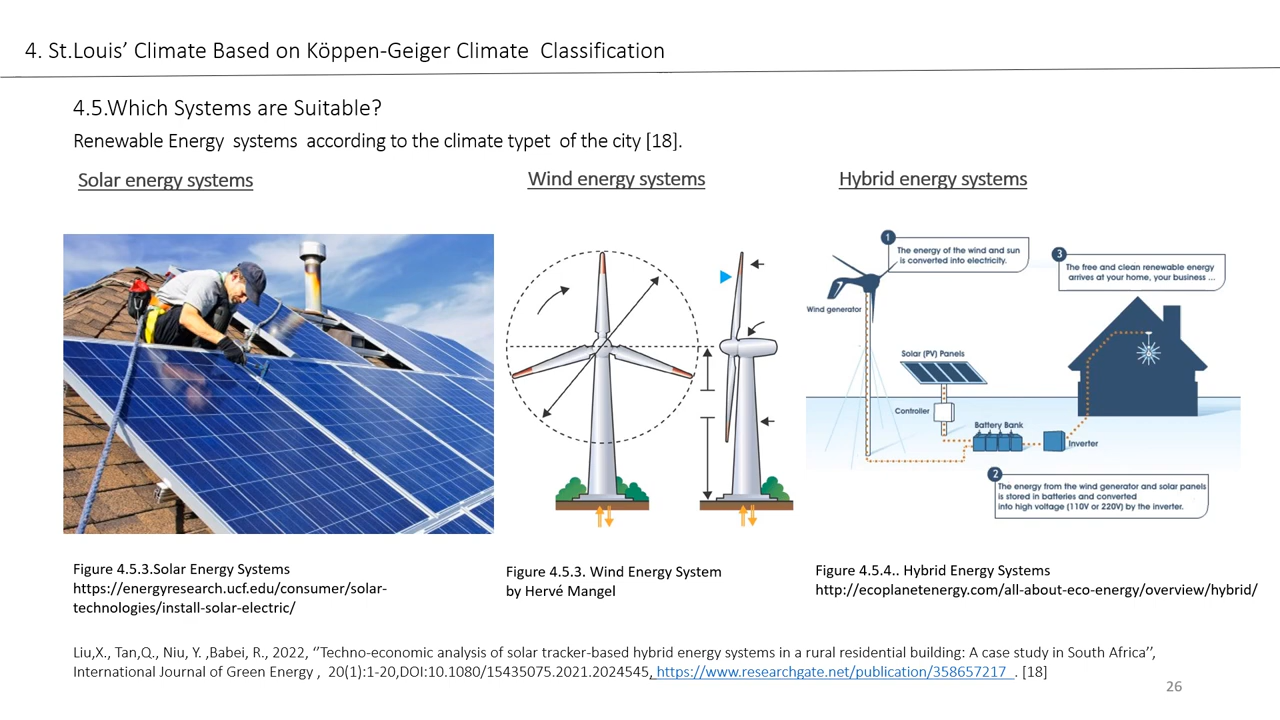 4. St.Louis’ Climate Based on Köppen-Geiger Climate Classification
4.5.Which Systems are Suitable?
Renewable Energy systems according to the climate typet of the city [18].
Solar energy systems
Wind energy systems
Hybrid energy systems
1
The energy of the wind and sun
is converted into electricity.
3
The free and clean renewable energy
arrives at your home, your business ...
Wind generator
Solar (PV) Panels
Controller
Battery Bank
Inverter
2
The energy from the wind generator and solar panels
is stored in batteries and converted
into high voltage (110V or 220V) by the inverter.
Figure 4.5.3.Solar Energy Systems
https://energyresearch.ucf.edu/consumer/solar-
technologies/install-solar-electric/
Figure 4.5.3. Wind Energy System
by Hervé Mangel
Figure 4.5.4.. Hybrid Energy Systems
http://ecoplanetenergy.com/all-about-eco-energy/overview/hybrid/
Liu,X., Tan,Q., Niu, Y. ,Babei, R., 2022, ‘’Techno-economic analysis of solar tracker-based hybrid energy systems in a rural residential building: A case study in South Africa’’,
International Journal of Green Energy , 20(1):1-20,DOI:10.1080/15435075.2021.2024545, https://www.researchgate.net/publication/358657217 . [18]
26